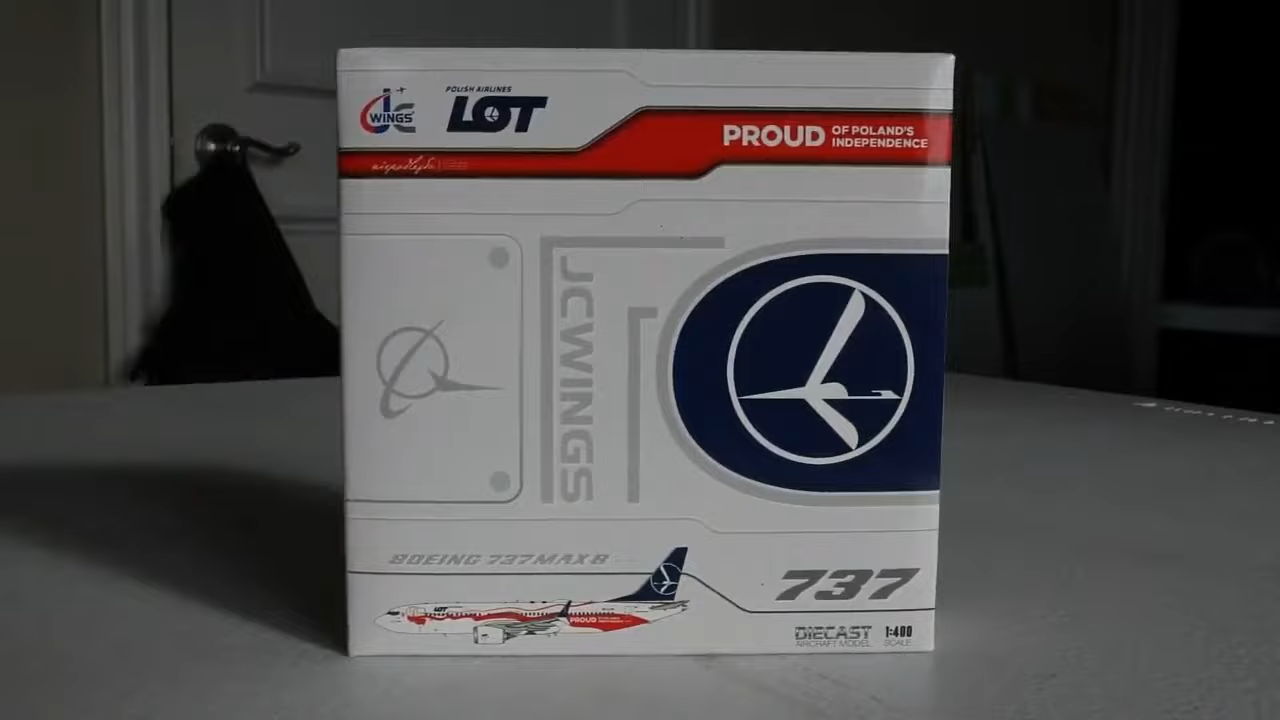 JC WINGS
POLISH AIRLINES
LOT
PROUD OF POLAND'S
INDEPENDENCE
JCWINGS
BOEING 737MAX8
737
LOT
PROUD
DIECAST 1:400
AIRCRAFT MODEL SCALE